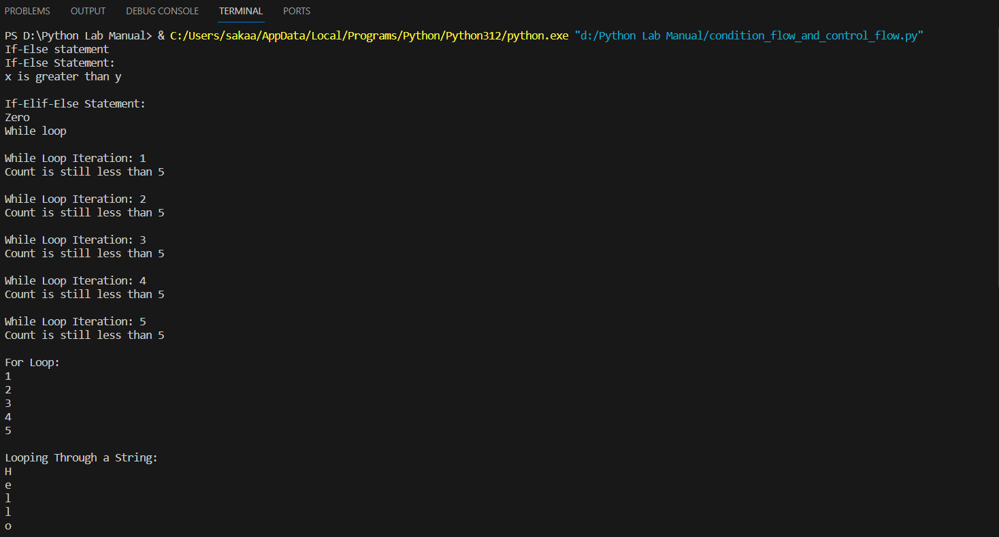 PROBLEMS OUTPUT DEBUG CONSOLE TERMINAL PORTS
PS D:\Python Lab Manual> & C:/Users/sakaa/AppData/Local/Programs/Python/Python312/python.exe "d:/Python Lab Manual/condition_flow_and_control_flow.py"
If-Else statement
If-Else Statement:
x is greater than y
If-Elif-Else Statement:
Zero
While loop
While Loop Iteration: 1
Count is still less than 5
While Loop Iteration: 2
Count is still less than 5
While Loop Iteration: 3
Count is still less than 5
While Loop Iteration: 4
Count is still less than 5
While Loop Iteration: 5
Count is still less than 5
For Loop:
1
2
3
4
5
Looping Through a String:
H
e
l
l
o